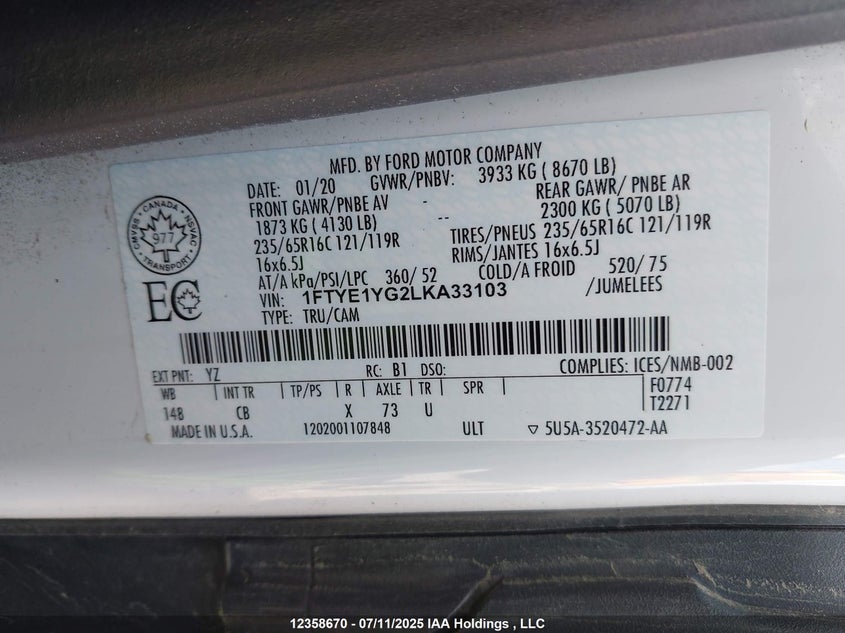 MFD. BY FORD MOTOR COMPANY
DATE: 01/20 GVWR/PNBV: 3933 KG ( 8670 LB)
FRONT GAWR/PNBE AV - REAR GAWR/ PNBE AR
1873 KG ( 4130 LB) -- 2300 KG ( 5070 LB)
235/65R16C 121/119R TIRES/PNEUS 235/65R16C 121/119R
16x6.5J RIMS/JANTES 16x6.5J
AT/A kPa/PSI/LPC 360/ 52 COLD/A FROID 520/ 75
VIN: 1FTYE1YG2LKA33103 /JUMELEES
TYPE: TRU/CAM
CMVSS · CANADA · NSVAC
977
TRANSPORT
EC
EXT PNT: YZ RC: B1 DSO: COMPLIES: ICES/NMB-002
WB INT TR TP/PS R AXLE TR SPR F0774
148 CB X 73 U T2271
MADE IN U.S.A. 1202001107848 ULT ▽ 5U5A-3520472-AA
12358670 - 07/11/2025 IAA Holdings , LLC